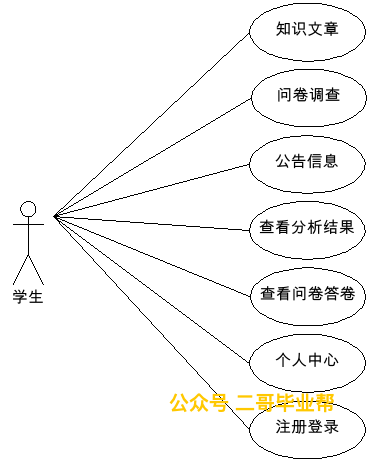 知识文章
问卷调查
公告信息
查看分析结果
学生
查看问卷答卷
个人中心
公众号 二哥毕业帮
注册登录